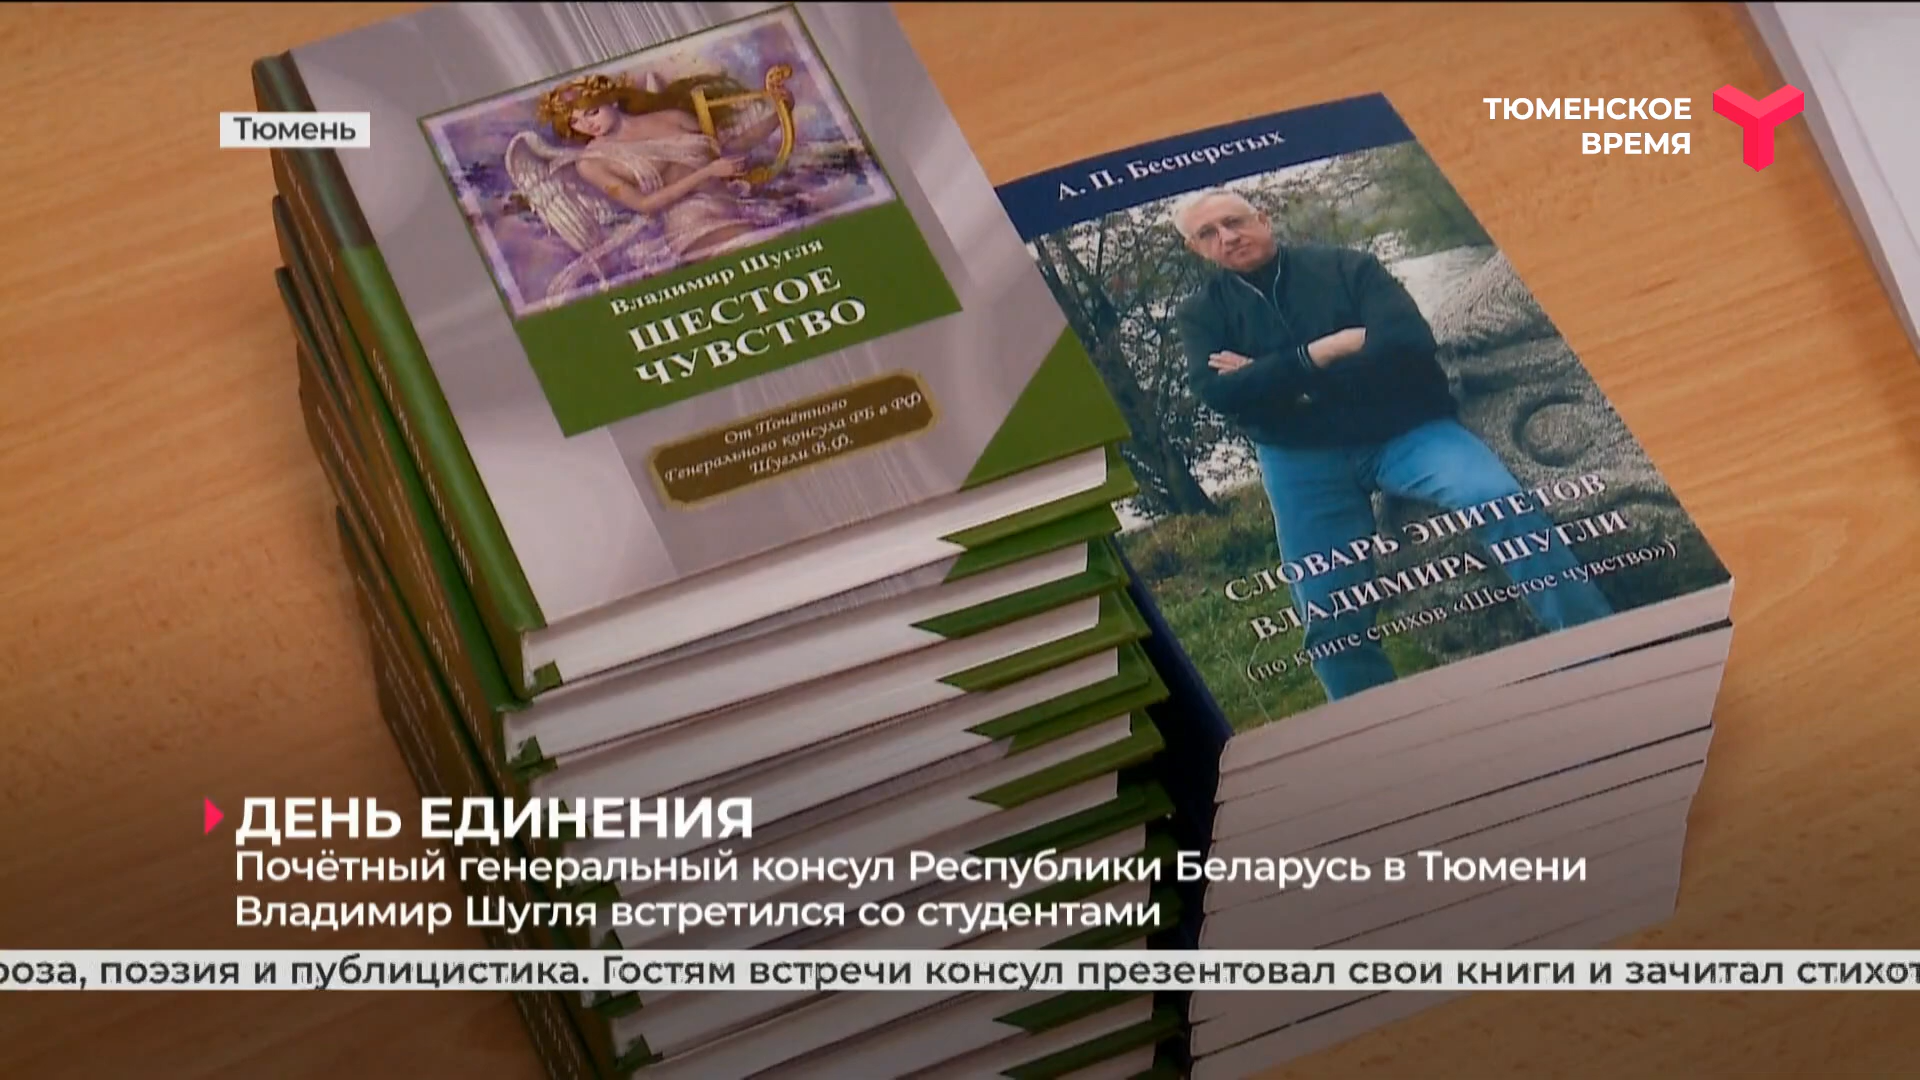 Тюмень
ТЮМЕНСКОЕ
ВРЕМЯ
Владимир Шугля
ШЕСТОЕ
ЧУВСТВО
От Почётного
Генерального консула РБ в РФ
Шугли В.Ф.
А. П. Бесперстых
СЛОВАРЬ ЭПИТЕТОВ
ВЛАДИМИРА ШУГЛИ
(по книге стихов «Шестое чувство»)
ДЕНЬ ЕДИНЕНИЯ
Почётный генеральный консул Республики Беларусь в Тюмени
Владимир Шугля встретился со студентами
роза, поэзия и публицистика. Гостям встречи консул презентовал свои книги и зачитал стихот